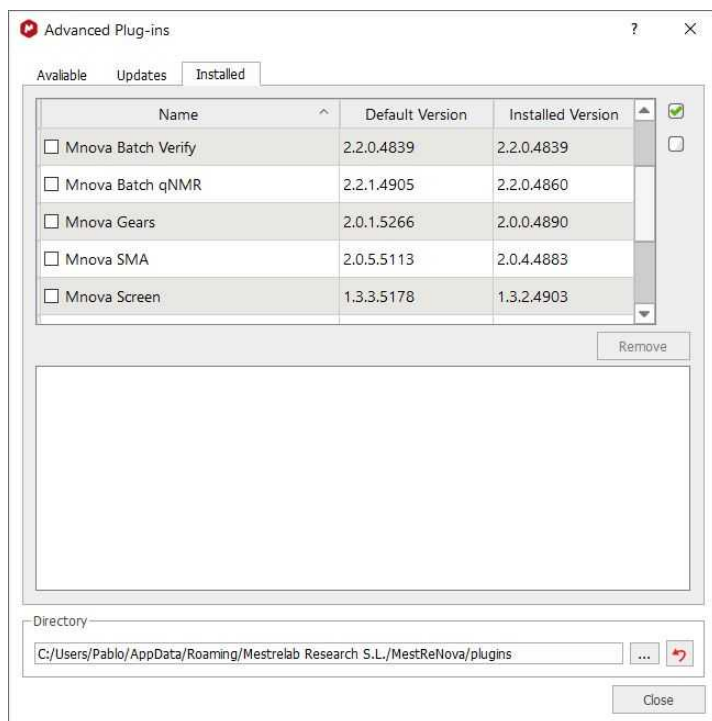 Advanced Plug-ins ? X
Avaliable Updates Installed
Name Default Version Installed Version
Mnova Batch Verify 2.2.0.4839 2.2.0.4839
Mnova Batch qNMR 2.2.1.4905 2.2.0.4860
Mnova Gears 2.0.1.5266 2.0.0.4890
Mnova SMA 2.0.5.5113 2.0.4.4883
Mnova Screen 1.3.3.5178 1.3.2.4903
Remove
Directory
C:/Users/Pablo/AppData/Roaming/Mestrelab Research S.L./MestReNova/plugins ...
Close